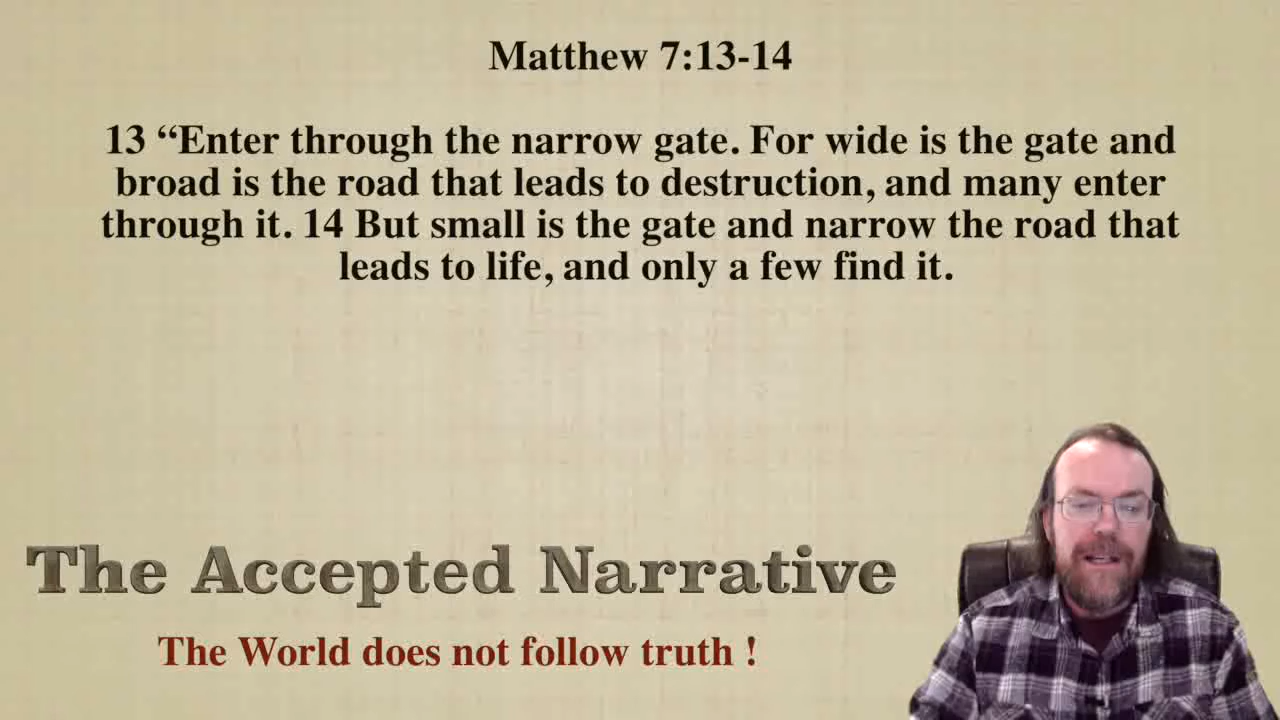 Matthew 7:13-14
13 “Enter through the narrow gate. For wide is the gate and
broad is the road that leads to destruction, and many enter
through it. 14 But small is the gate and narrow the road that
leads to life, and only a few find it.
The Accepted Narrative
The World does not follow truth !